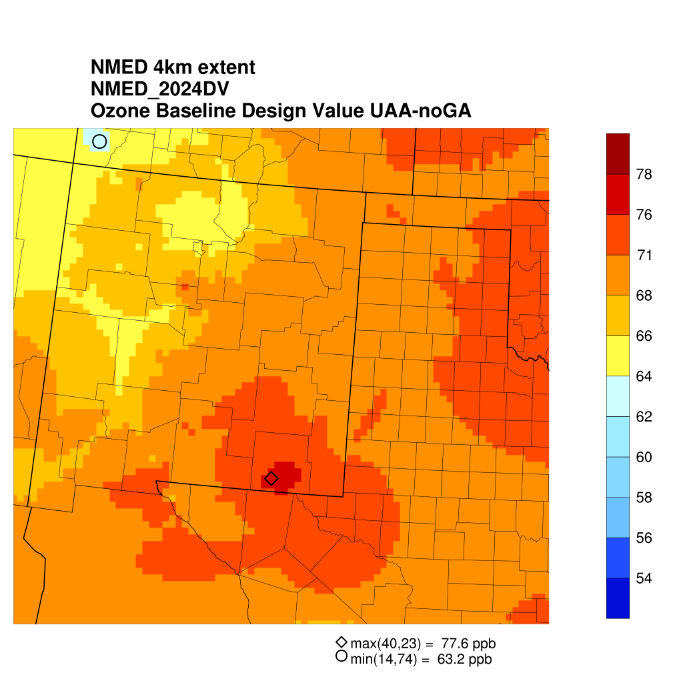 NMED 4km extent
NMED_2024DV
Ozone Baseline Design Value UAA-noGA
78
76
71
68
66
64
62
60
58
56
54
max(40,23) = 77.6 ppb
min(14,74) = 63.2 ppb